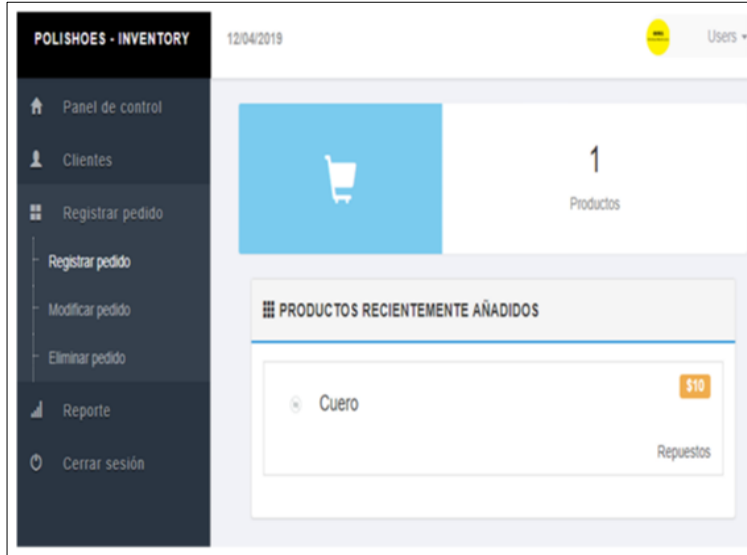 POLISHOES - INVENTORY
12/04/2019
Users
Panel de control
Clientes
Registrar pedido
Registrar pedido
Modificar pedido
Eliminar pedido
Reporte
Cerrar sesión
1
Productos
PRODUCTOS RECIENTEMENTE AÑADIDOS
Cuero
$10
Repuestos